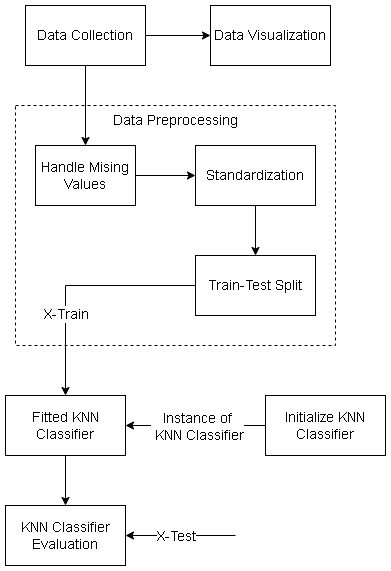 Data Collection
Data Visualization
Data Preprocessing
Handle Mising
Values
Standardization
Train-Test Split
X-Train
Fitted KNN
Classifier
Instance of
KNN Classifier
Initialize KNN
Classifier
KNN Classifier
Evaluation
X-Test